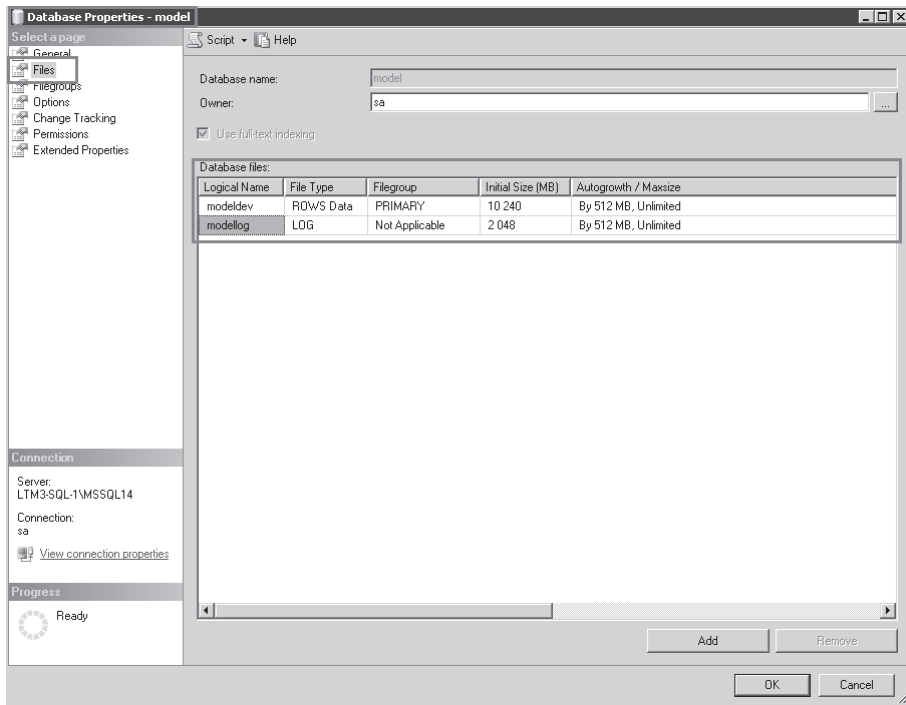 Database Properties - model
Select a page
General
Files
Filegroups
Options
Change Tracking
Permissions
Extended Properties
Script Help
Database name: model
Owner: sa ...
Use full-text indexing
Database files:
Logical Name File Type Filegroup Initial Size (MB) Autogrowth / Maxsize
modeldev ROWS Data PRIMARY 10 240 By 512 MB, Unlimited
modellog LOG Not Applicable 2 048 By 512 MB, Unlimited
Connection
Server:
LTM3-SQL-1\MSSQL14
Connection:
sa
View connection properties
Progress
Ready
Add Remove
OK Cancel